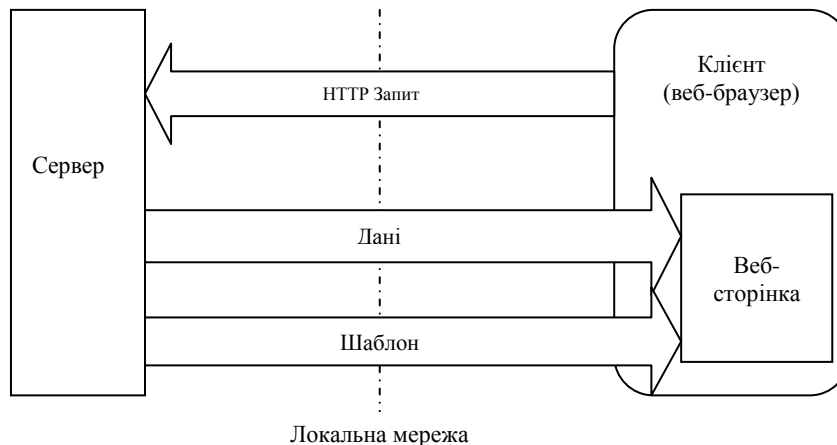 Клієнт
(веб-браузер)
HTTP Запит
Сервер
Дані
Веб-
сторінка
Шаблон
Локальна мережа